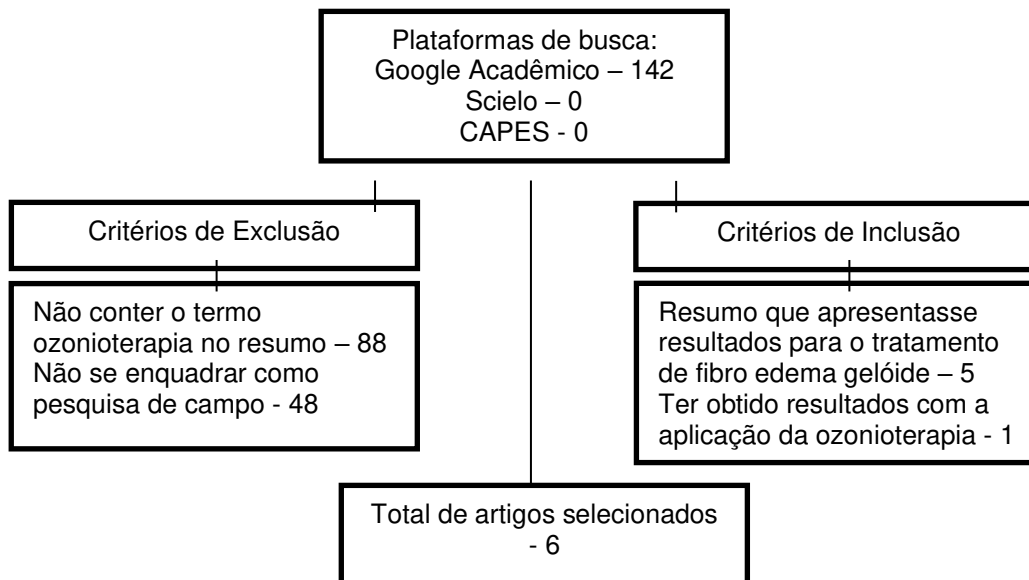 Plataformas de busca:
Google Acadêmico – 142
Scielo – 0
CAPES - 0
Critérios de Exclusão
Não conter o termo
ozonioterapia no resumo – 88
Não se enquadrar como
pesquisa de campo - 48
Critérios de Inclusão
Resumo que apresentasse
resultados para o tratamento
de fibro edema gelóide – 5
Ter obtido resultados com a
aplicação da ozonioterapia - 1
Total de artigos selecionados
- 6